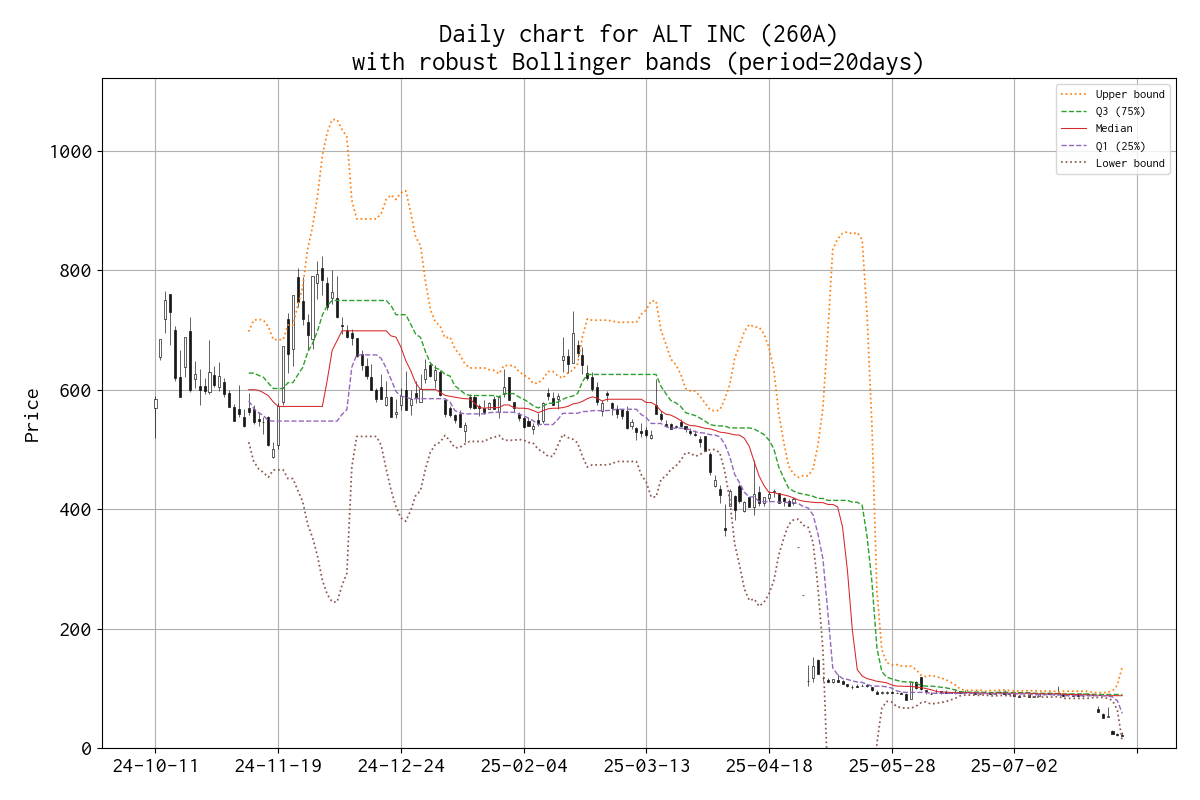 Daily chart for ALT INC (260A)
with robust Bollinger bands (period=20days)
Upper bound
Q3 (75%)
Median
Q1 (25%)
Lower bound
Price
1000
800
600
400
200
0
24-10-11
24-11-19
24-12-24
25-02-04
25-03-13
25-04-18
25-05-28
25-07-02